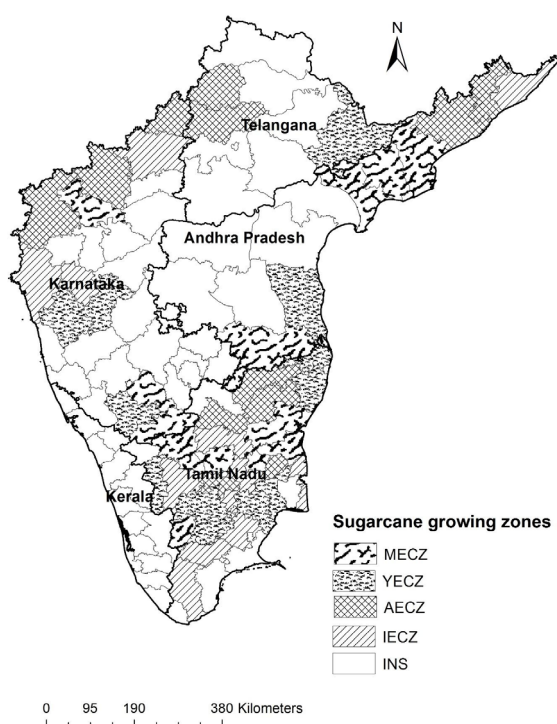 N
Telangana
Andhra Pradesh
Karnataka
Tamil Nadu
Kerala
Sugarcane growing zones
MECZ
YECZ
AECZ
IECZ
INS
0 95 190 380 Kilometers